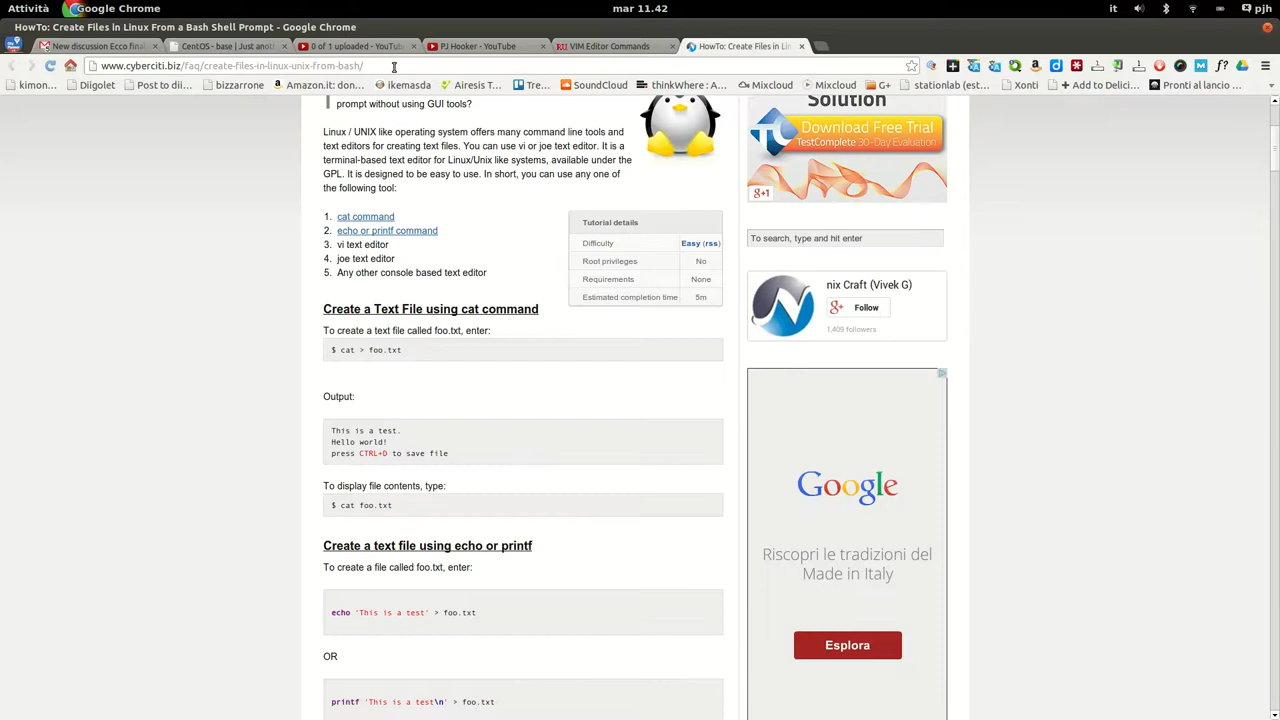 Attività
Google Chrome
mar 11.42
it
pjh
HowTo: Create Files in Linux From a Bash Shell Prompt - Google Chrome
New discussion Ecco final
CentOS - base | Just anot
0 of 1 uploaded - YouTub
PJ Hooker - YouTube
VIM Editor Commands
HowTo: Create Files in Lin
www.cyberciti.biz/faq/create-files-in-linux-unix-from-bash/
kimon...
Diigolet
bizzarrone
Amazon.it: don...
ikemasda
Airesis T...
Trello
SoundCloud
thinkWhere : A...
Mixcloud
G+
stationlab (est...
Xonti
+ Add to Delici...
Pronti al lancio ...
prompt without using GUI tools?
Linux / UNIX like operating system offers many command line tools and
text editors for creating text files. You can use vi or joe text editor. It is a
terminal-based text editor for Linux/Unix like systems, available under the
GPL. It is designed to be easy to use. In short, you can use any one of
the following tool:
1. cat command
2. echo or printf command
3. vi text editor
4. joe text editor
5. Any other console based text editor
Tutorial details
Difficulty Easy (rss)
Root privileges No
Requirements None
Estimated completion time 5m
Create a Text File using cat command
To create a text file called foo.txt, enter:
$ cat > foo.txt
Output:
This is a test.
Hello world!
press CTRL+D to save file
To display file contents, type:
$ cat foo.txt
Create a text file using echo or printf
To create a file called foo.txt, enter:
echo 'This is a test' > foo.txt
OR
printf 'This is a test\n' > foo.txt
Solution
Download Free Trial
TestComplete 30-Day Evaluation
+1
To search, type and hit enter
nix Craft (Vivek G)
Follow
1,409 followers
Google
Riscopri le tradizioni del
Made in Italy
Esplora